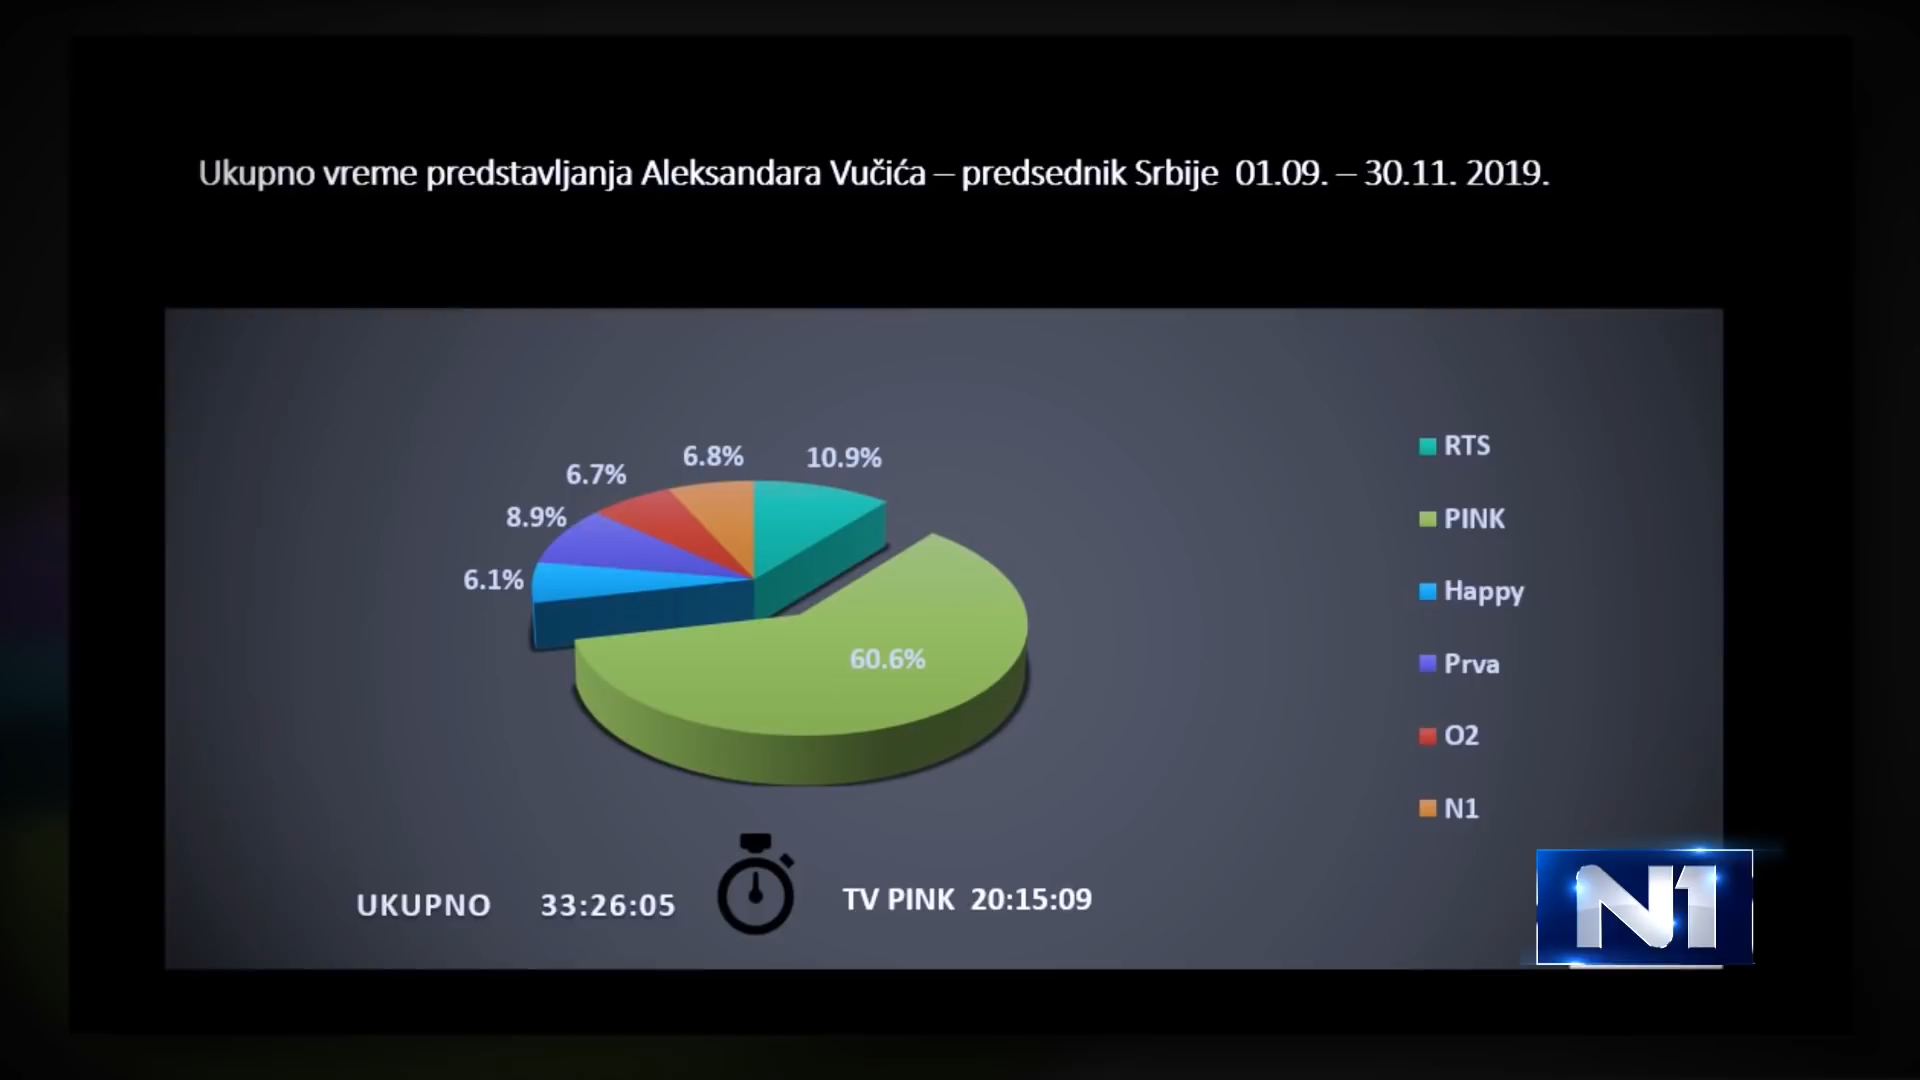 Ukupno vreme predstavljanja Aleksandara Vučića – predsednik Srbije 01.09. – 30.11. 2019.
6.8%
10.9%
6.7%
8.9%
6.1%
60.6%
RTS
PINK
Happy
Prva
O2
N1
UKUPNO 33:26:05
TV PINK 20:15:09
N1